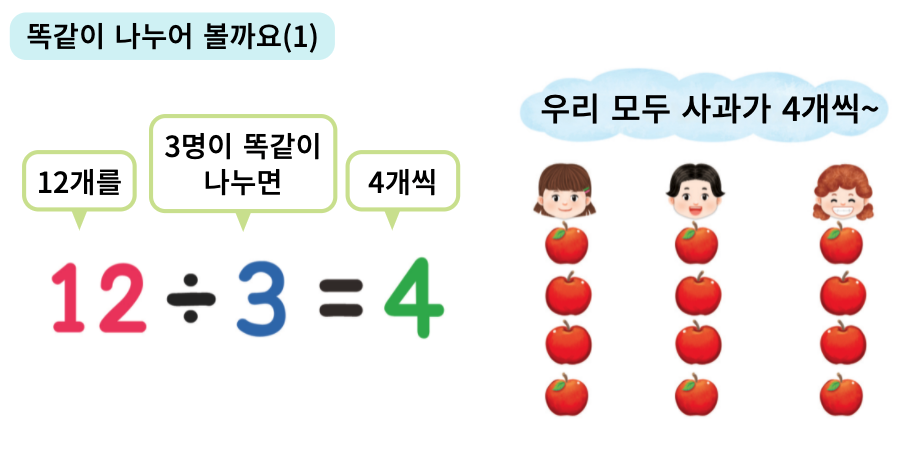 똑같이 나누어 볼까요(1)
우리 모두 사과가 4개씩~
12개를
3명이 똑같이
나누면
4개씩
12 ÷ 3 = 4